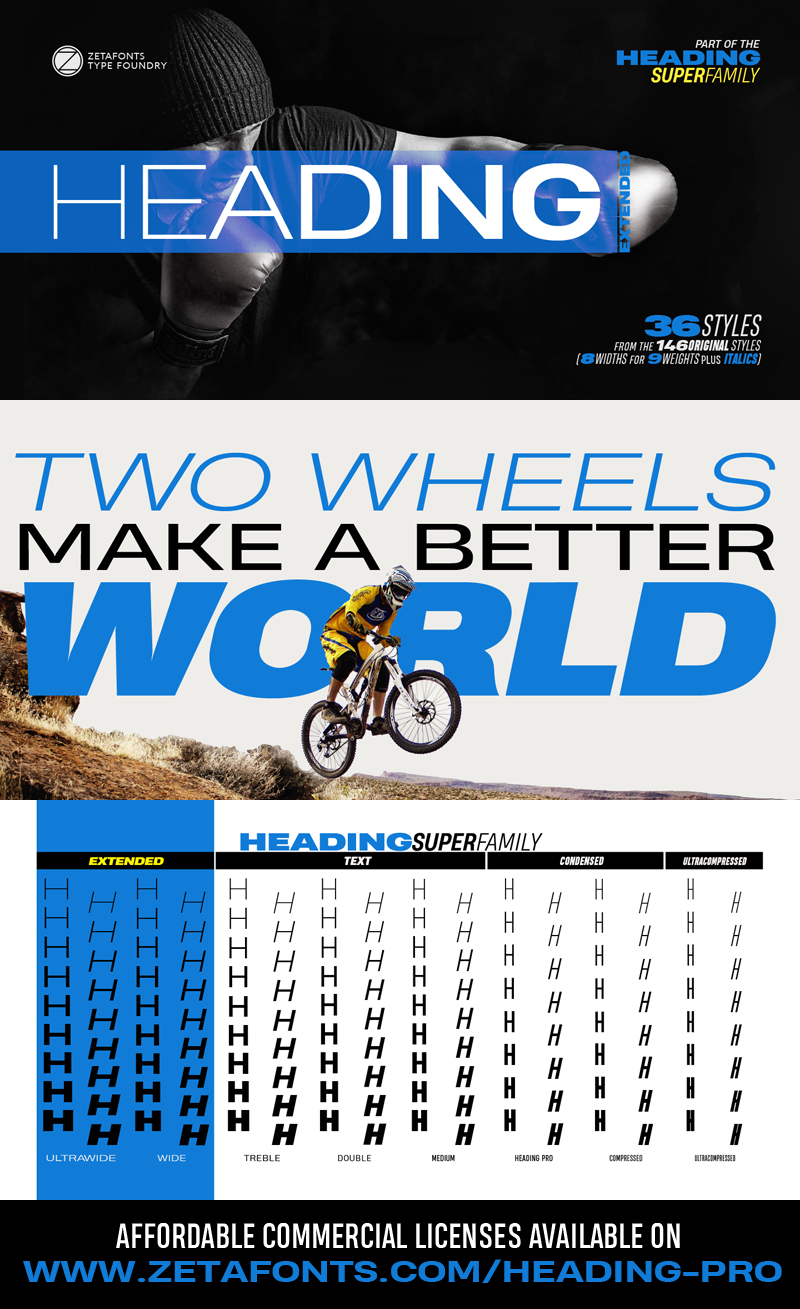 ZETAFONTS
TYPE FOUNDRY
PART OF THE
HEADING
SUPERFAMILY
HEADING
EXTENDED
36 STYLES
FROM THE 146 ORIGINAL STYLES
(8 WIDTHS FOR 9 WEIGHTS PLUS ITALICS)
TWO WHEELS
MAKE A BETTER
WORLD
HEADINGSUPERFAMILY
EXTENDED TEXT CONDENSED ULTRACOMPRESSED
H H H H H H H H H H H H H H H H
H H H H H H H H H H H H H H H H
H H H H H H H H H H H H H H H H
H H H H H H H H H H H H H H H H
H H H H H H H H H H H H H H H H
H H H H H H H H H H H H H H H H
H H H H H H H H H H H H H H H H
H H H H H H H H H H H H H H H H
H H H H H H H H H H
ULTRAWIDE WIDE TREBLE DOUBLE MEDIUM HEADING PRO COMPRESSED ULTRACOMPRESSED
AFFORDABLE COMMERCIAL LICENSES AVAILABLE ON
WWW.ZETAFONTS.COM/HEADING-PRO